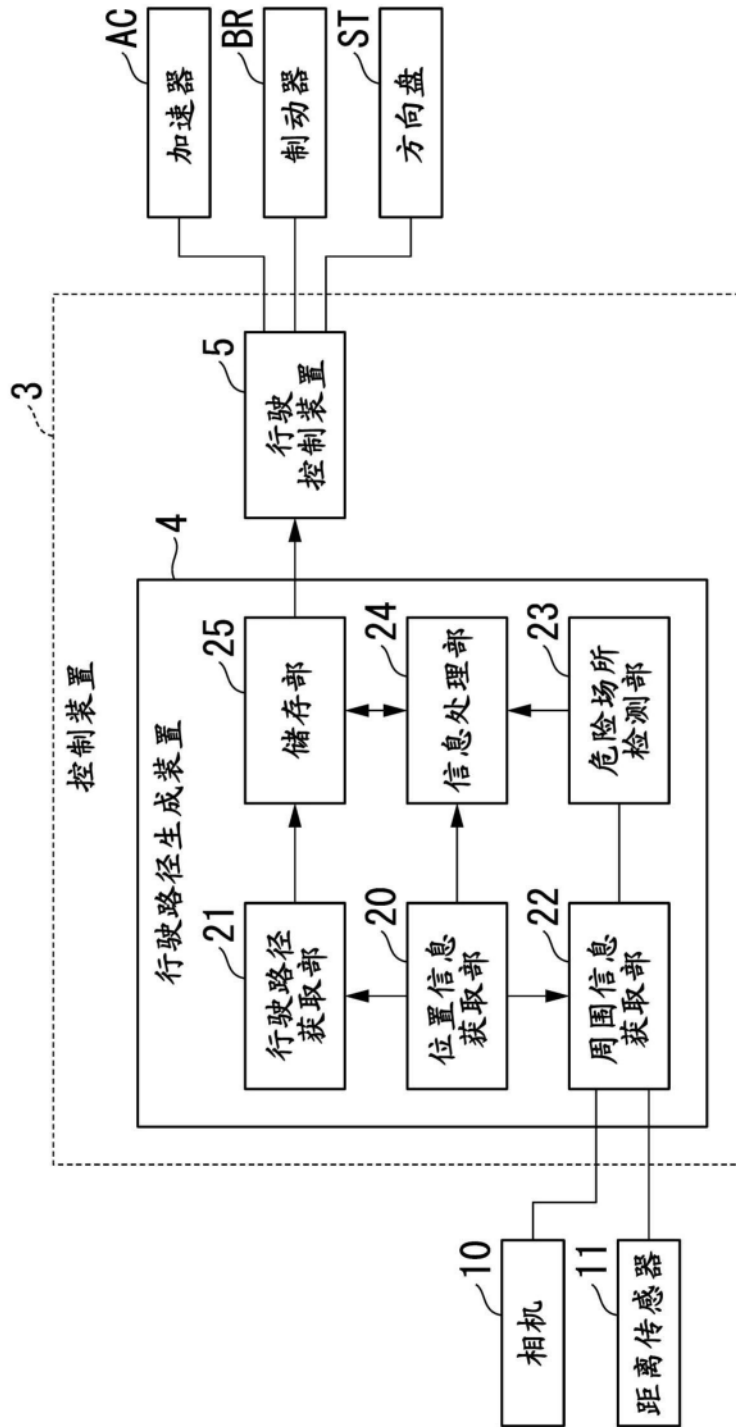 3
控制装置
4
行驶路径生成装置
21
行驶路径
获取部
25
储存部
5
行驶
控制装置
AC
加速器
BR
制动器
ST
方向盘
20
位置信息
获取部
24
信息处理部
10
相机
11
距离传感器
22
周围信息
获取部
23
危险场所
检测部